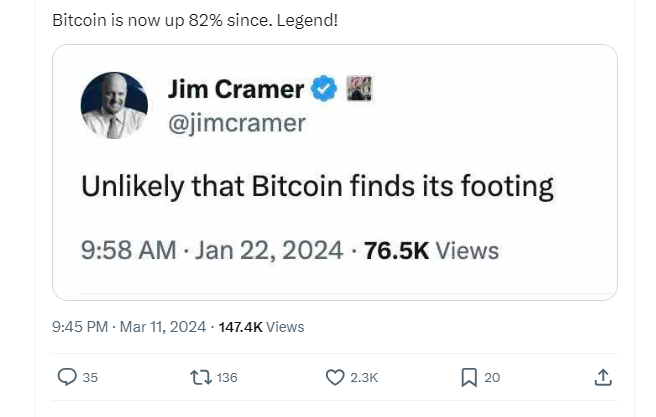 Bitcoin is now up 82% since. Legend!
Jim Cramer
@jimcramer
Unlikely that Bitcoin finds its footing
9:58 AM · Jan 22, 2024 · 76.5K Views
9:45 PM · Mar 11, 2024 · 147.4K Views
35 136 2.3K 20